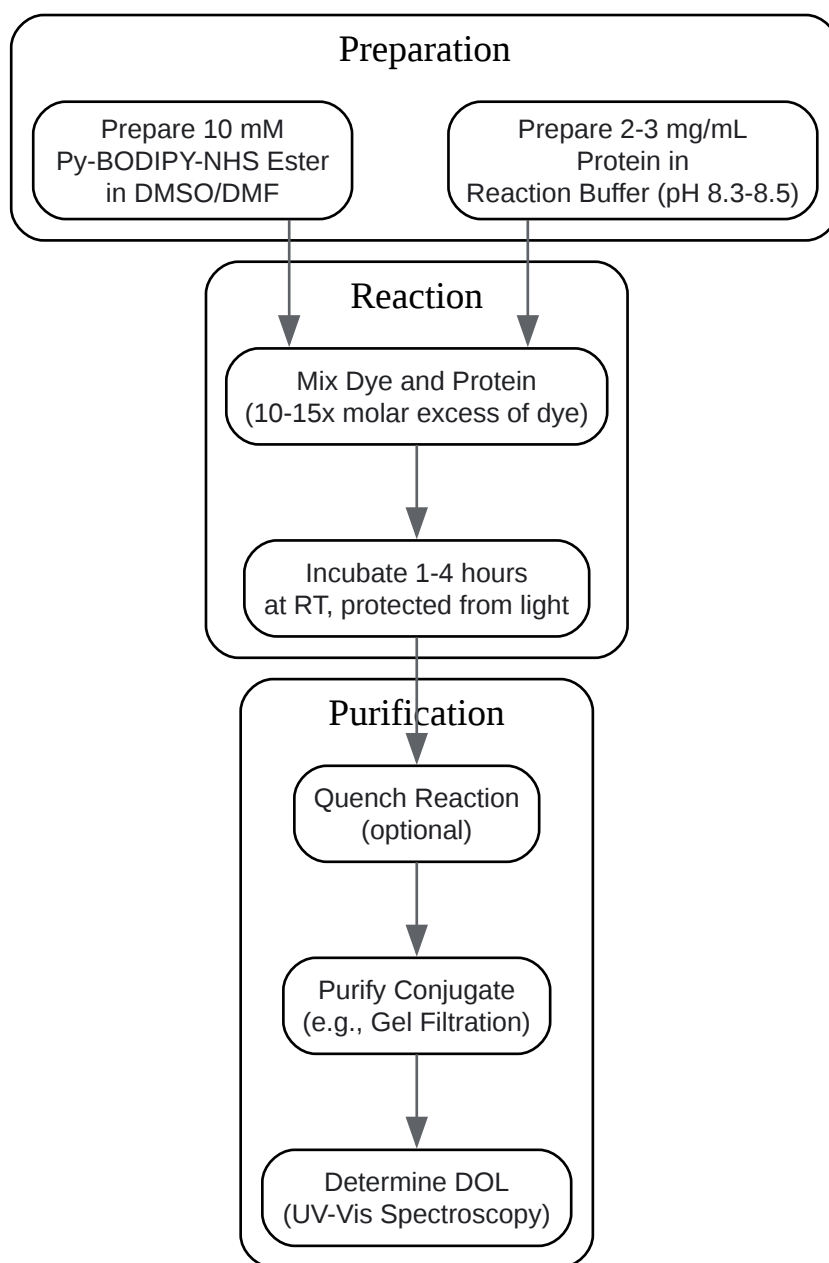 Preparation
Prepare 10 mM
Py-BODIPY-NHS Ester
in DMSO/DMF
Prepare 2-3 mg/mL
Protein in
Reaction Buffer (pH 8.3-8.5)
Reaction
Mix Dye and Protein
(10-15x molar excess of dye)
Incubate 1-4 hours
at RT, protected from light
Purification
Quench Reaction
(optional)
Purify Conjugate
(e.g., Gel Filtration)
Determine DOL
(UV-Vis Spectroscopy)